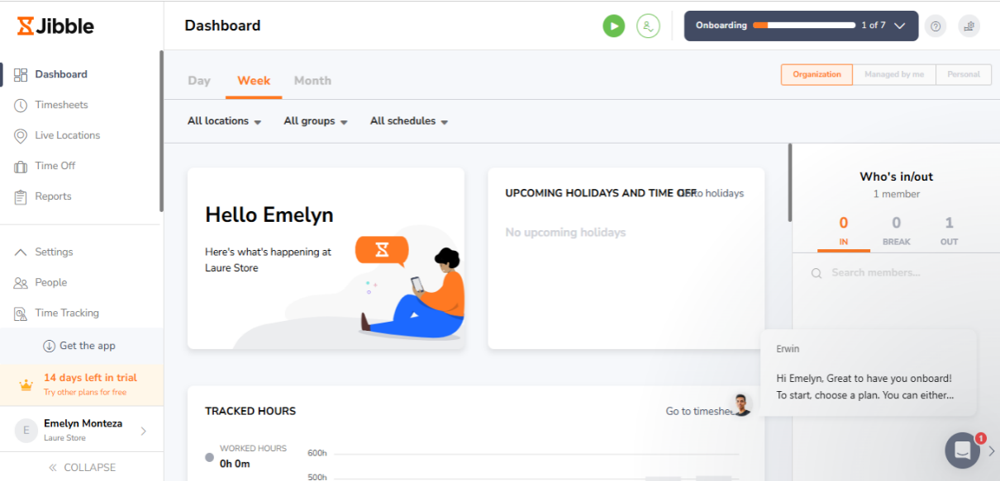 Jibble
Dashboard
Timesheets
Live Locations
Time Off
Reports
Settings
People
Time Tracking
Get the app
14 days left in trial
Try other plans for free
E
Emelyn Monteza
Laure Store
COLLAPSE
Dashboard
Onboarding 1 of 7
Day Week Month
Organization Managed by me Personal
All locations All groups All schedules
Hello Emelyn
Here's what's happening at
Laure Store
UPCOMING HOLIDAYS AND TIME OFF to holidays
No upcoming holidays
TRACKED HOURS
Go to timeshe
WORKED HOURS
0h 0m
600h
500h
Who's in/out
1 member
0 0 1
IN BREAK OUT
Search members...
Erwin
Hi Emelyn, Great to have you onboard!
To start, choose a plan. You can either...
1